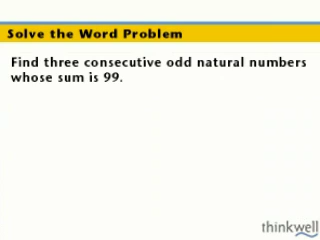 Solve the Word Problem
Find three consecutive odd natural numbers
whose sum is 99.
thinkwell